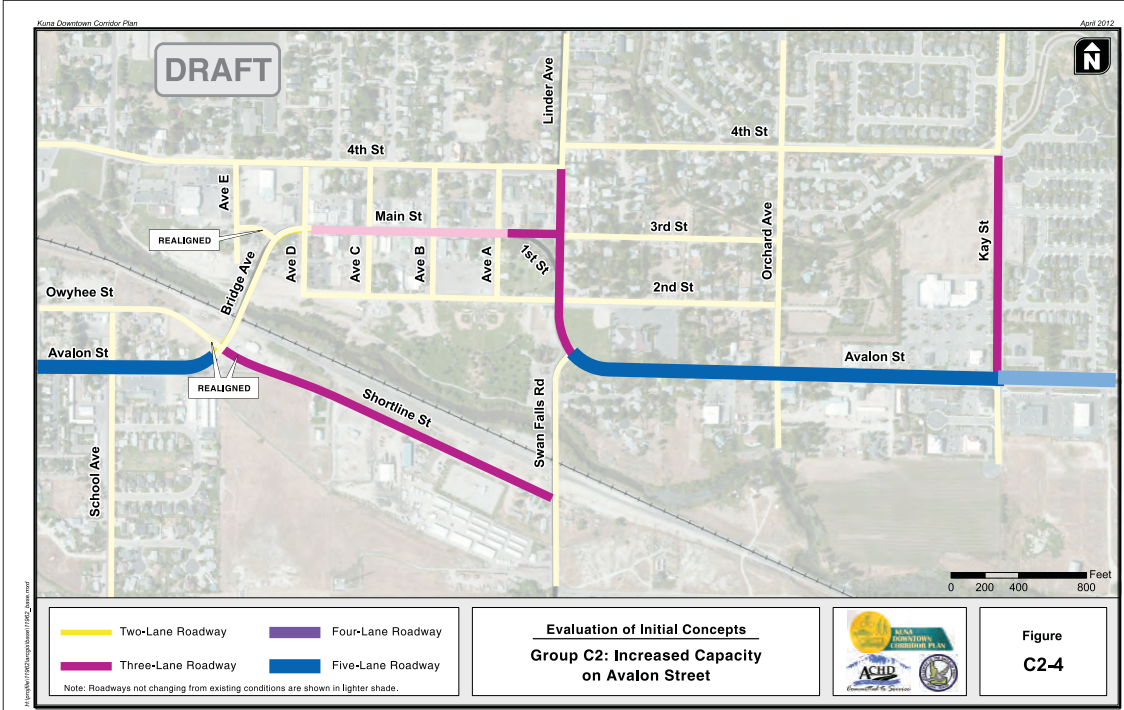 Kuna Downtown Corridor Plan
April 2012
DRAFT
N
Linder Ave
4th St
4th St
Ave E
Main St
REALIGNED
Ave D
Ave C
Ave B
Ave A
1st St
3rd St
Orchard Ave
Kay St
Bridge Ave
2nd St
Owyhee St
Avalon St
Avalon St
REALIGNED
Shortline St
Swan Falls Rd
School Ave
Feet
0 200 400 800
Two-Lane Roadway
Four-Lane Roadway
Three-Lane Roadway
Five-Lane Roadway
Note: Roadways not changing from existing conditions are shown in lighter shade.
Evaluation of Initial Concepts
Group C2: Increased Capacity
on Avalon Street
KUNA
DOWNTOWN
CORRIDOR PLAN
ACHD
Committed to Service
Figure
C2-4